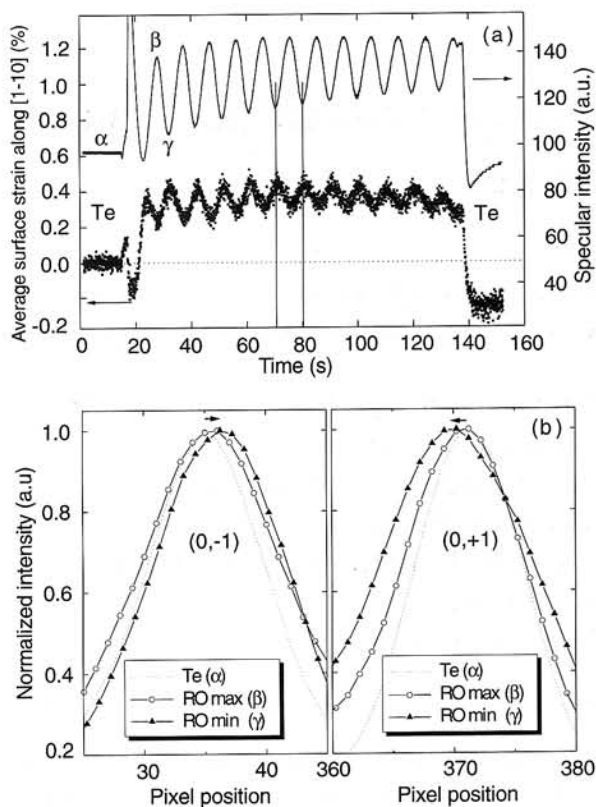 (a)
Average surface strain along [1-10] (%)
1.2
1.0
0.8
0.6
0.4
0.2
0.0
-0.2
α
β
γ
Te
Te
140
120
100
80
60
40
Specular intensity (a.u.)
0 20 40 60 80 100 120 140 160
Time (s)
(b)
Normalized intensity (a.u)
1.0
0.8
0.6
0.4
0.2
(0,-1)
(0,+1)
Te (α)
RO max (β)
RO min (γ)
Te (α)
RO max (β)
RO min (γ)
30 40 360 370 380
Pixel position Pixel position